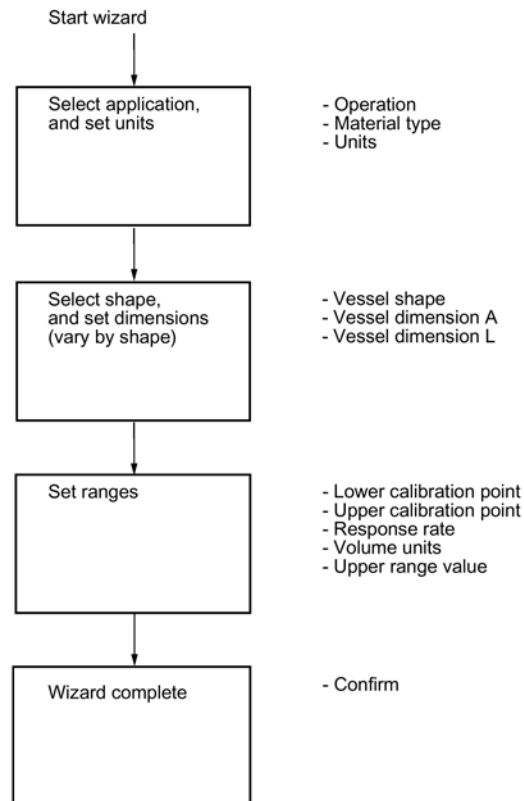 Start wizard
Select application,
and set units
- Operation
- Material type
- Units
Select shape,
and set dimensions
(vary by shape)
- Vessel shape
- Vessel dimension A
- Vessel dimension L
Set ranges
- Lower calibration point
- Upper calibration point
- Response rate
- Volume units
- Upper range value
Wizard complete
- Confirm